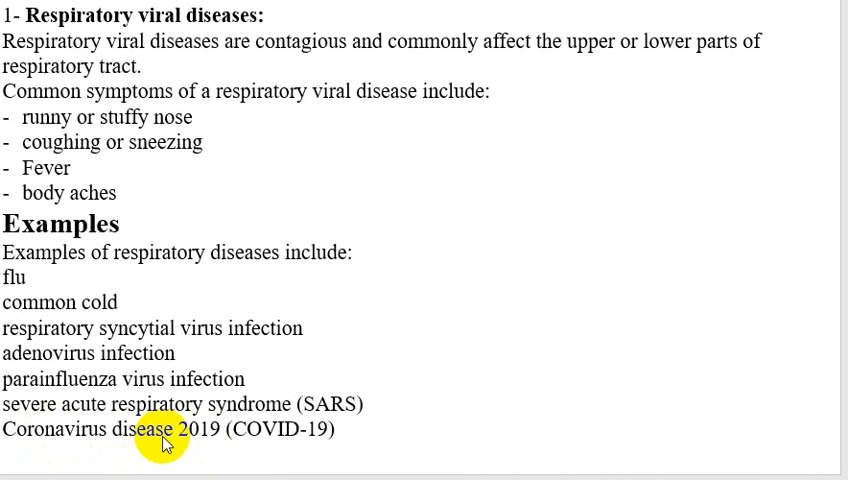 1- Respiratory viral diseases:
Respiratory viral diseases are contagious and commonly affect the upper or lower parts of
respiratory tract.
Common symptoms of a respiratory viral disease include:
- runny or stuffy nose
- coughing or sneezing
- Fever
- body aches
Examples
Examples of respiratory diseases include:
flu
common cold
respiratory syncytial virus infection
adenovirus infection
parainfluenza virus infection
severe acute respiratory syndrome (SARS)
Coronavirus disease 2019 (COVID-19)